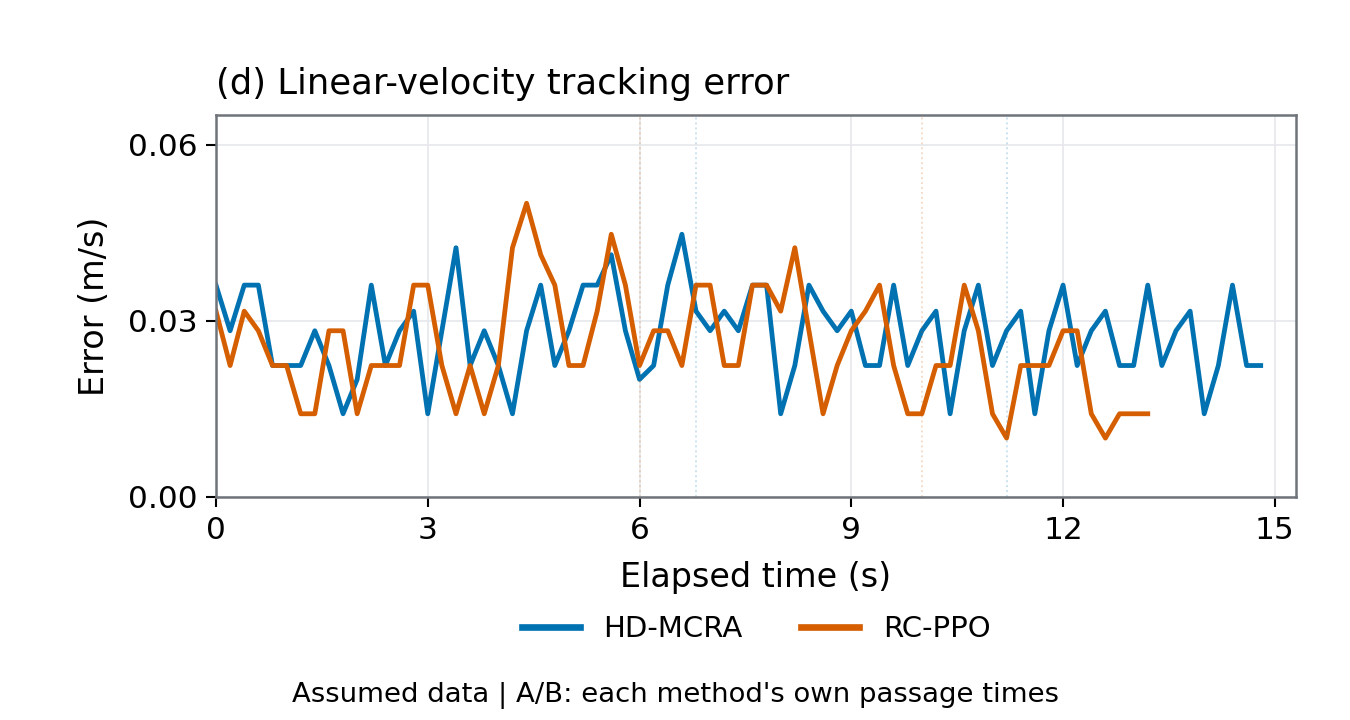 (d) Linear-velocity tracking error
0.06
0.03
0.00
Error (m/s)
0 3 6 9 12 15
Elapsed time (s)
HD-MCRA RC-PPO
Assumed data | A/B: each method's own passage times